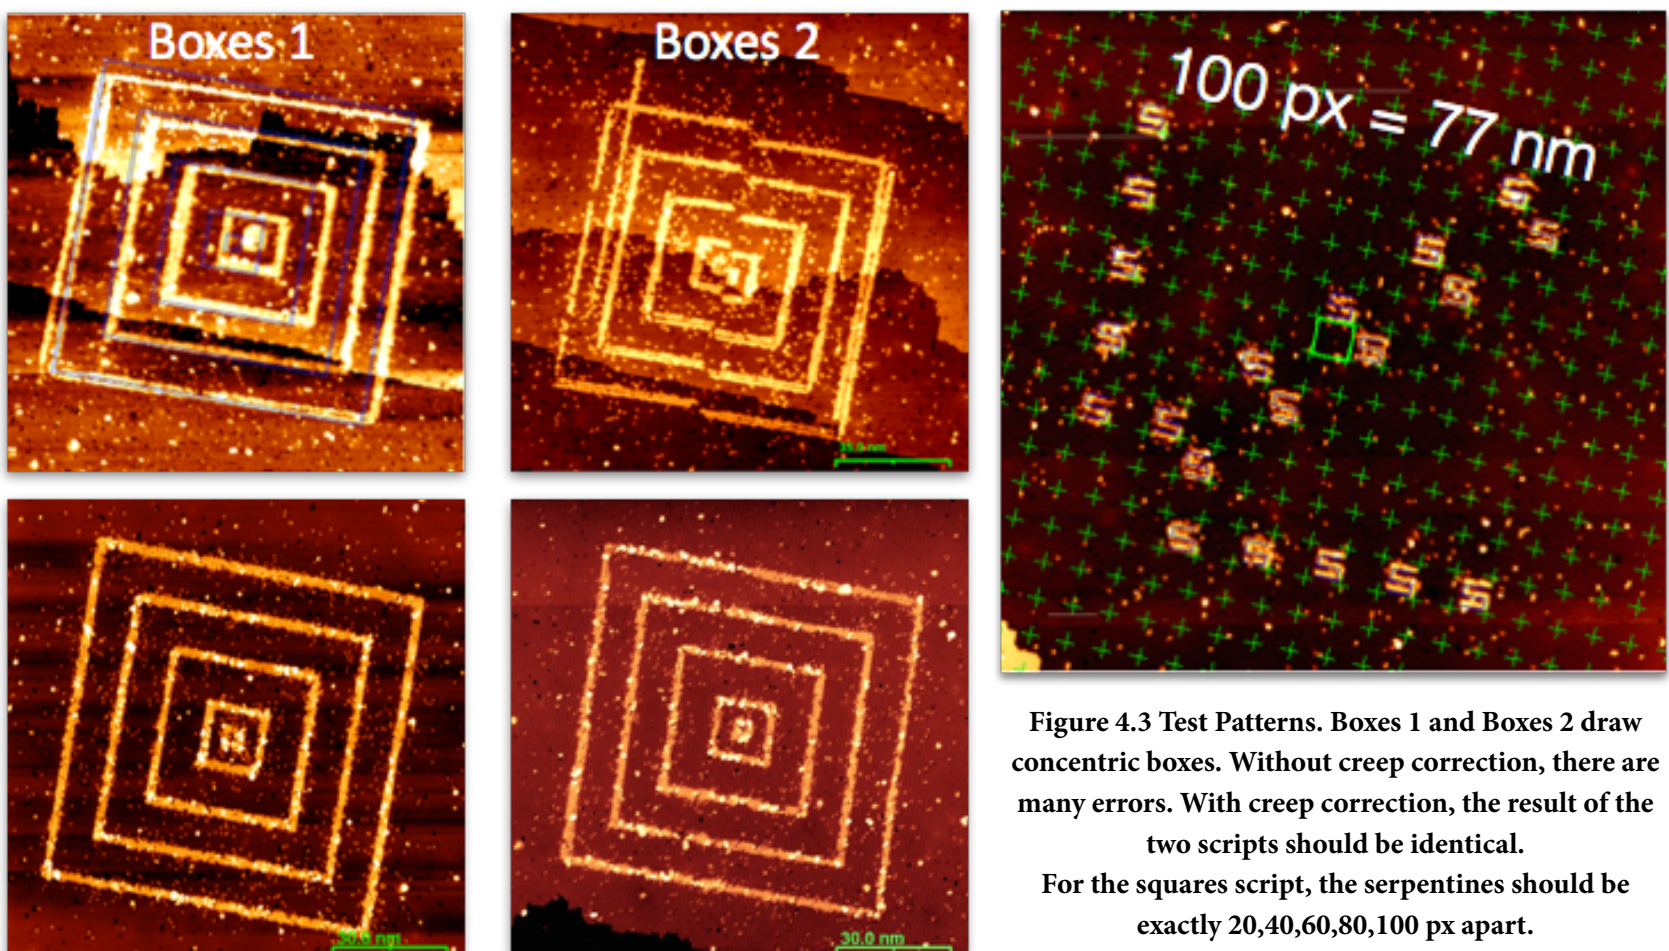 Boxes 1
Boxes 2
100 px = 77 nm
30.0 nm
30.0 nm
Figure 4.3 Test Patterns. Boxes 1 and Boxes 2 draw
concentric boxes. Without creep correction, there are
many errors. With creep correction, the result of the
two scripts should be identical.
For the squares script, the serpentines should be
exactly 20,40,60,80,100 px apart.